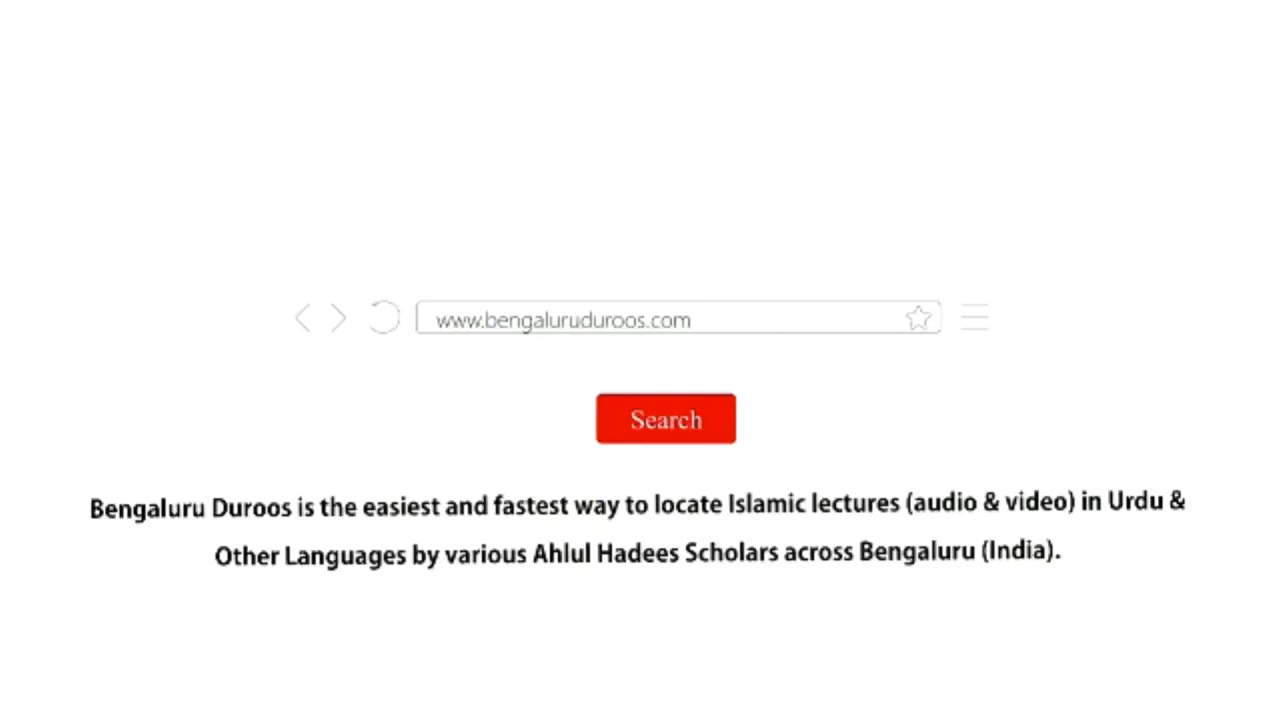 www.bengaluruduroos.com
Search
Bengaluru Duroos is the easiest and fastest way to locate Islamic lectures (audio & video) in Urdu &
Other Languages by various Ahlul Hadees Scholars across Bengaluru (India).